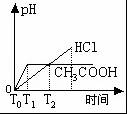 pH
HCl
CH₃COOH
0
T₀ T₁ T₂ 时间